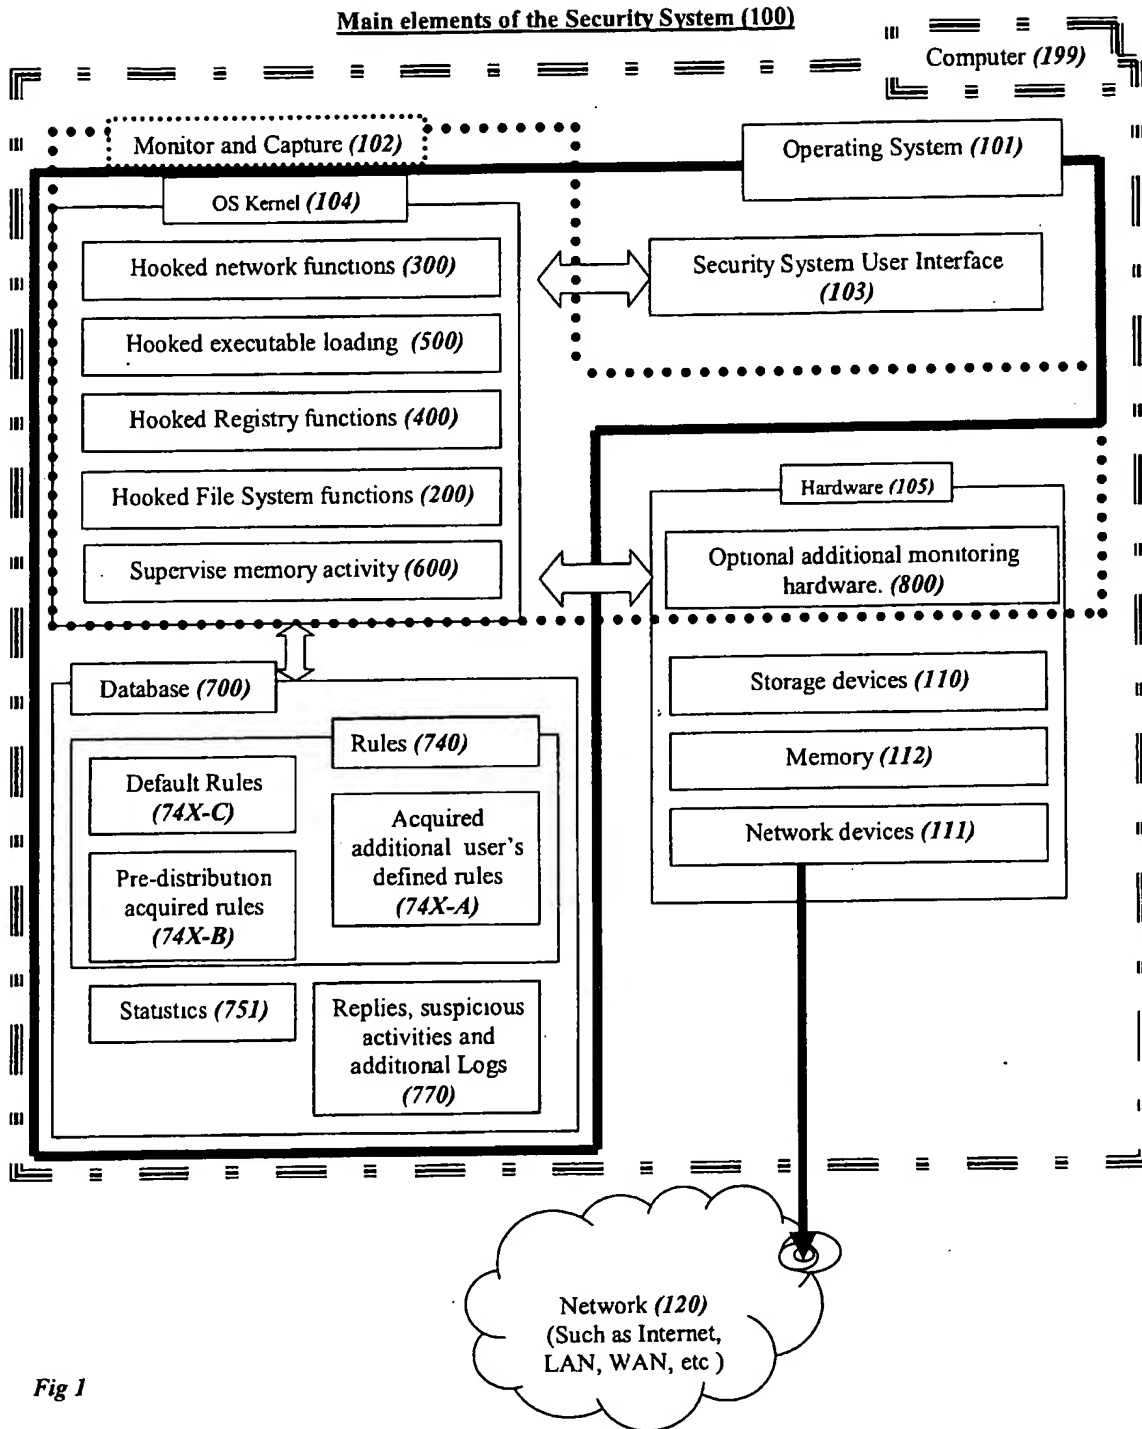 Main elements of the Security System (100)
Computer (199)
Monitor and Capture (102)
Operating System (101)
OS Kernel (104)
Hooked network functions (300)
Security System User Interface
(103)
Hooked executable loading (500)
Hooked Registry functions (400)
Hooked File System functions (200)
Hardware (105)
Supervise memory activity (600)
Optional additional monitoring
hardware. (800)
Database (700)
Storage devices (110)
Rules (740)
Memory (112)
Default Rules
(74X-C)
Acquired
additional user's
defined rules
(74X-A)
Network devices (111)
Pre-distribution
acquired rules
(74X-B)
Statistics (751)
Replies, suspicious
activities and
additional Logs
(770)
Network (120)
(Such as Internet,
LAN, WAN, etc )
Fig 1